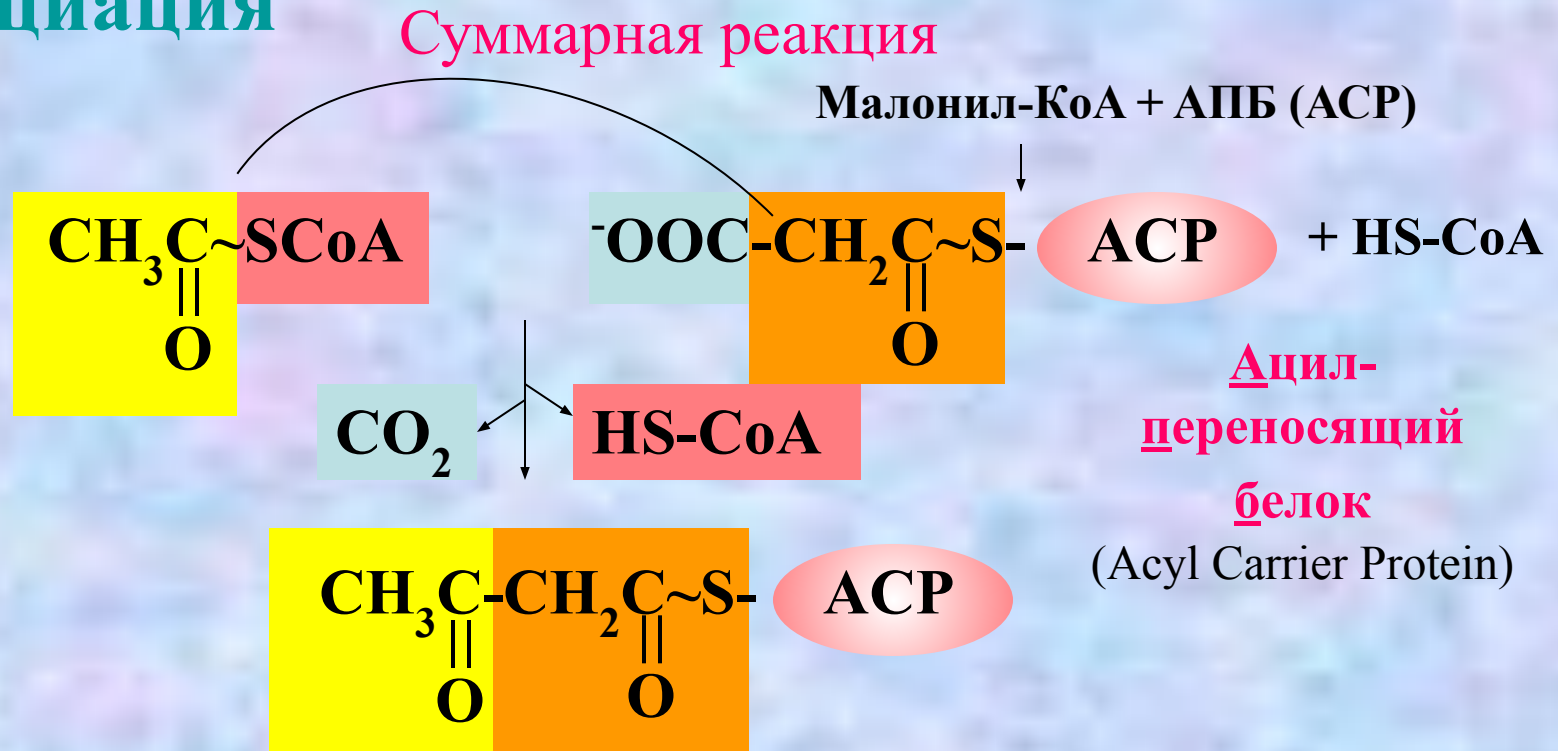 циация
Суммарная реакция
Малонил-КоА + АПБ (ACP)
CH₃C~SCoA
⁻OOC-CH₂C~S- ACP + HS-CoA
O
O
Ацил-
переносящий
белок
(Acyl Carrier Protein)
CO₂
HS-CoA
CH₃C-CH₂C~S- ACP
O
O